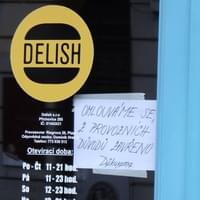 DELISH
Delish s.r.o
Otevírací doba:
Po - Čt 11 - 21 hod.
Pá 11 - 23 hod.
So 12 - 23 hod.
OMLOUVÁME SE,
Z PROVOZNÍCH
DŮVODŮ ZAVŘENO
Děkujeme